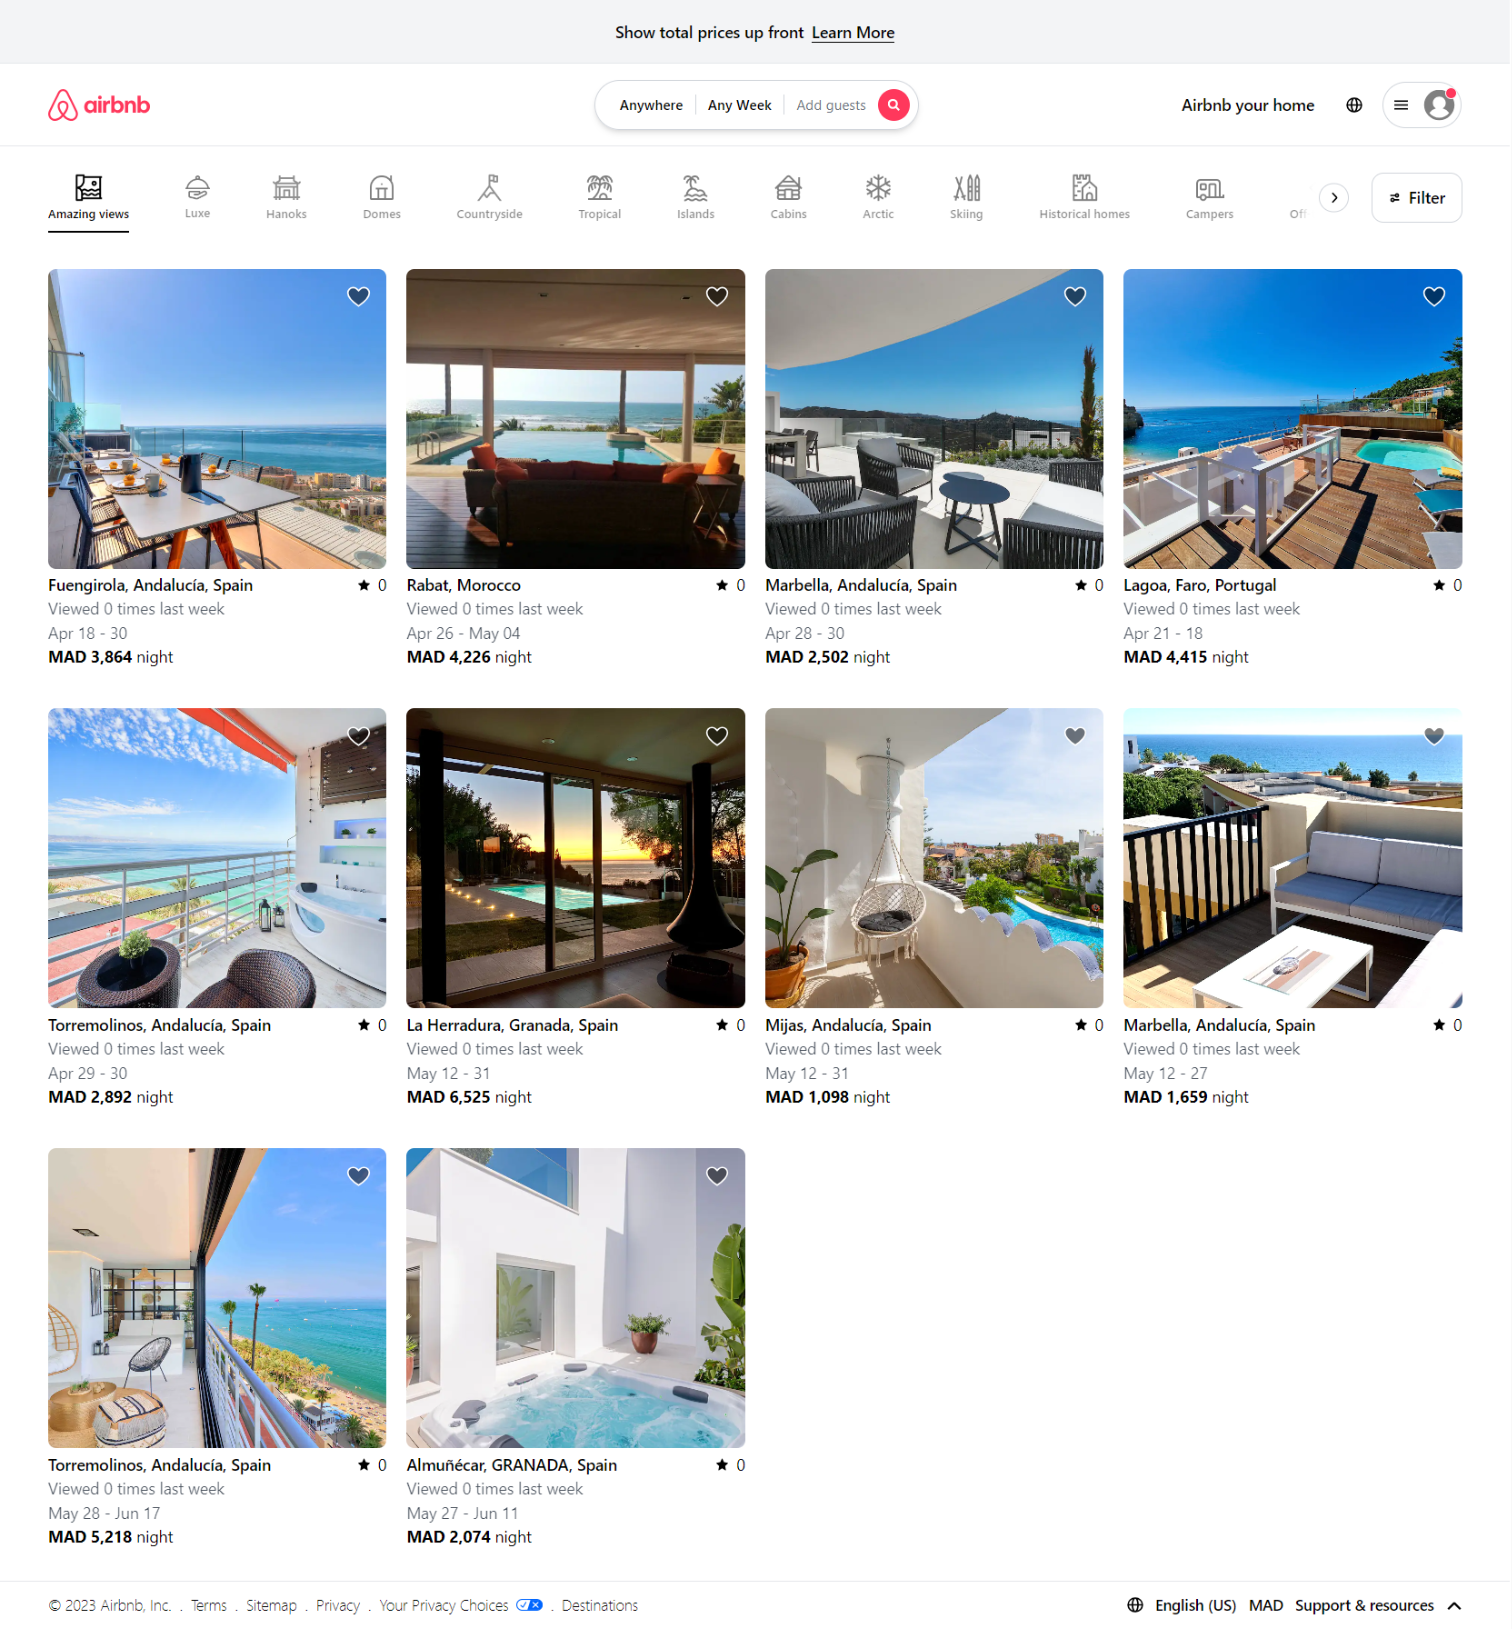 Show total prices up front Learn More
airbnb
Anywhere Any Week Add guests
Airbnb your home
Amazing views Luxe Hanoks Domes Countryside Tropical Islands Cabins Arctic Skiing Historical homes Campers Off
Filter
Fuengirola, Andalucía, Spain 0
Viewed 0 times last week
Apr 18 - 30
MAD 3,864 night
Rabat, Morocco 0
Viewed 0 times last week
Apr 26 - May 04
MAD 4,226 night
Marbella, Andalucía, Spain 0
Viewed 0 times last week
Apr 28 - 30
MAD 2,502 night
Lagoa, Faro, Portugal 0
Viewed 0 times last week
Apr 21 - 18
MAD 4,415 night
Torremolinos, Andalucía, Spain 0
Viewed 0 times last week
Apr 29 - 30
MAD 2,892 night
La Herradura, Granada, Spain 0
Viewed 0 times last week
May 12 - 31
MAD 6,525 night
Mijas, Andalucía, Spain 0
Viewed 0 times last week
May 12 - 31
MAD 1,098 night
Marbella, Andalucía, Spain 0
Viewed 0 times last week
May 12 - 27
MAD 1,659 night
Torremolinos, Andalucía, Spain 0
Viewed 0 times last week
May 28 - Jun 17
MAD 5,218 night
Almuñécar, GRANADA, Spain 0
Viewed 0 times last week
May 27 - Jun 11
MAD 2,074 night
© 2023 Airbnb, Inc. . Terms . Sitemap . Privacy . Your Privacy Choices . Destinations
English (US) MAD Support & resources